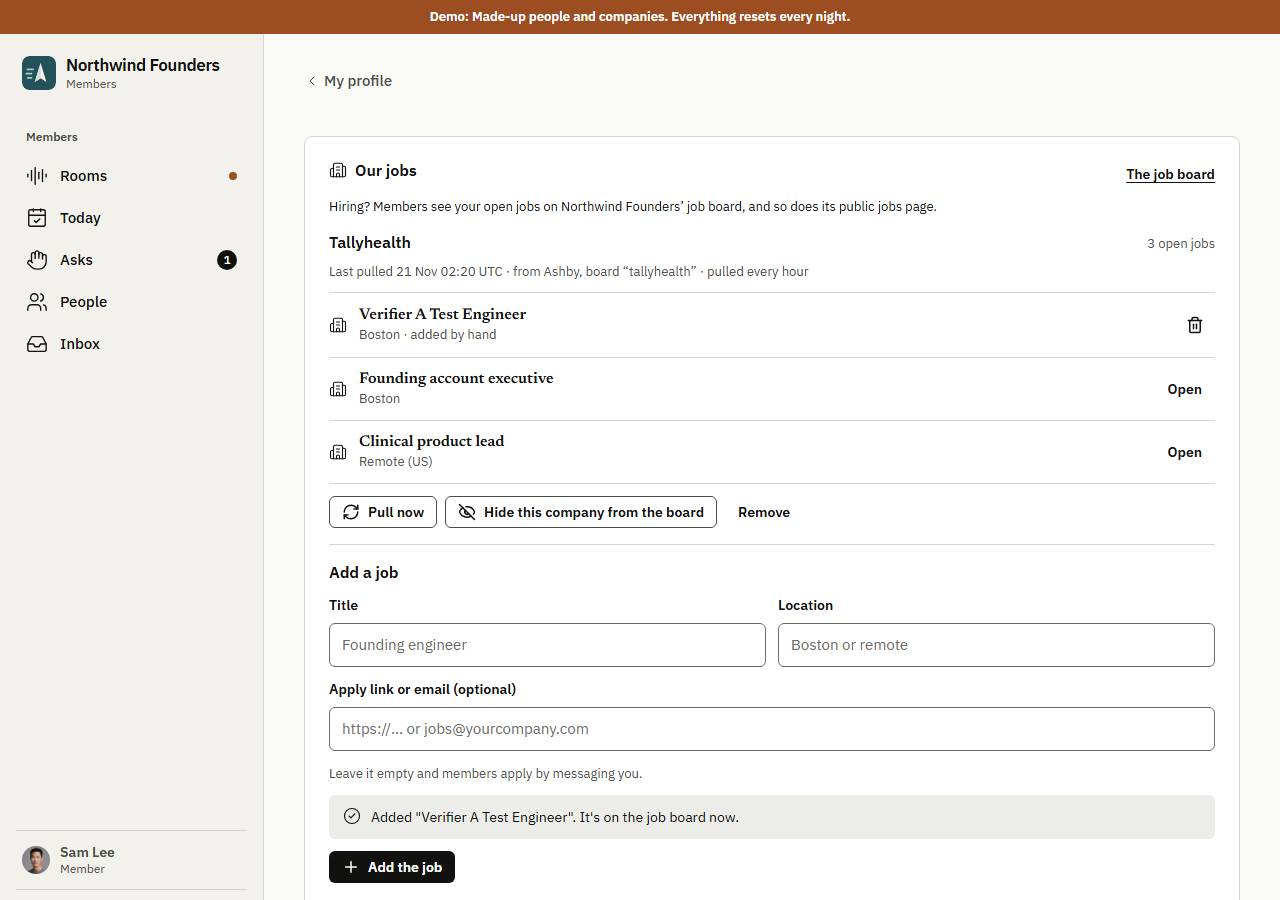 Demo: Made-up people and companies. Everything resets every night.
Northwind Founders
Members
Members
Rooms
Today
Asks 1
People
Inbox
Sam Lee
Member
My profile
Our jobs
The job board
Hiring? Members see your open jobs on Northwind Founders’ job board, and so does its public jobs page.
Tallyhealth
3 open jobs
Last pulled 21 Nov 02:20 UTC · from Ashby, board “tallyhealth” · pulled every hour
Verifier A Test Engineer
Boston · added by hand
Founding account executive
Boston
Open
Clinical product lead
Remote (US)
Open
Pull now
Hide this company from the board
Remove
Add a job
Title
Location
Founding engineer
Boston or remote
Apply link or email (optional)
https://... or jobs@yourcompany.com
Leave it empty and members apply by messaging you.
Added "Verifier A Test Engineer". It's on the job board now.
Add the job